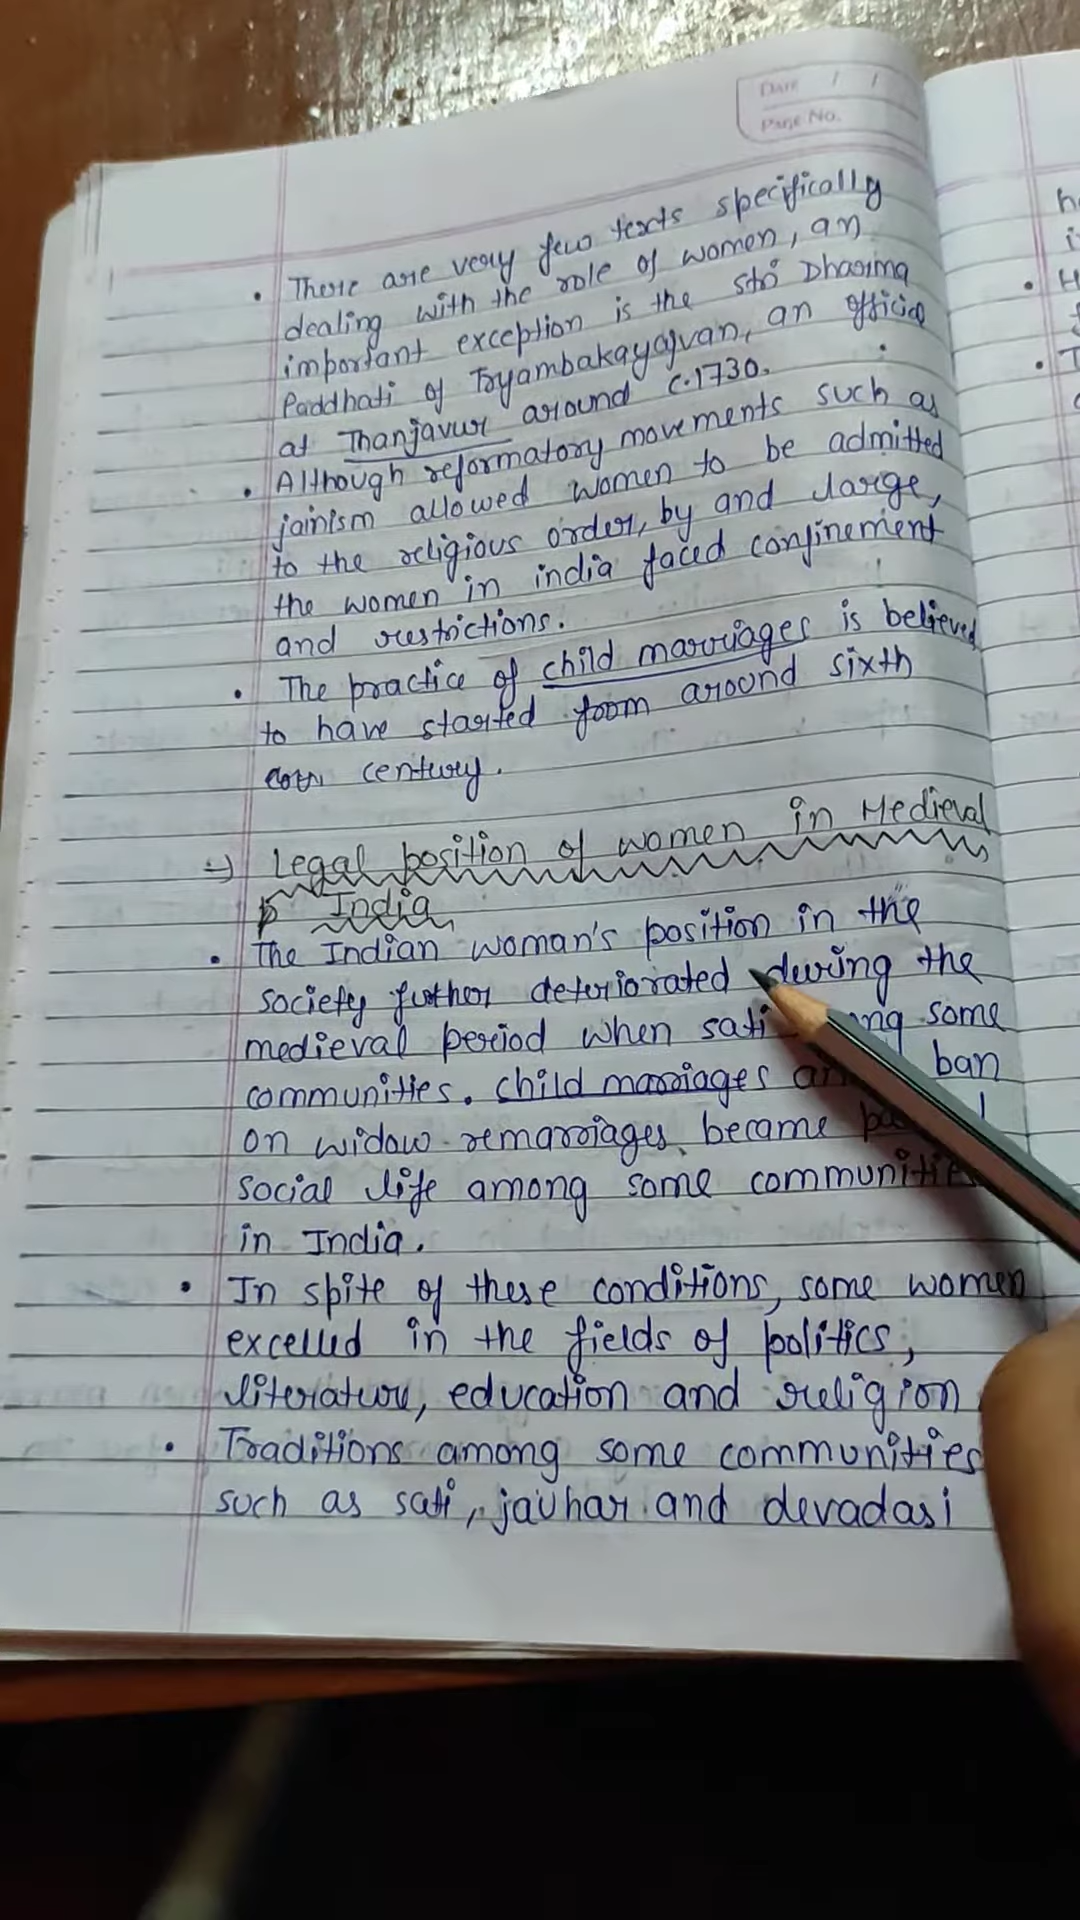 Date / /
Page No.
• There are very few texts specifically
dealing with the role of women, an
important exception is the stri Dharma
Paddhati of Tryambakayajvan, an official
at Thanjavur around c.1730.
• Although reformatory movements such as
jainism allowed women to be admitted
to the religious order, by and large,
the women in india faced confinement
and restrictions.
• The practice of child marriages is believed
to have started from around sixth
century.
Legal position of women in Medieval
India
• The Indian woman's position in the
society further deteriorated during the
medieval period when sati some
communities. child marriages ban
on widow remarriages became
social life among some communities
in India.
• In spite of these conditions, some women
excelled in the fields of politics,
literature, education and religion
• Traditions among some communities
such as sati, jauhar and devadasi